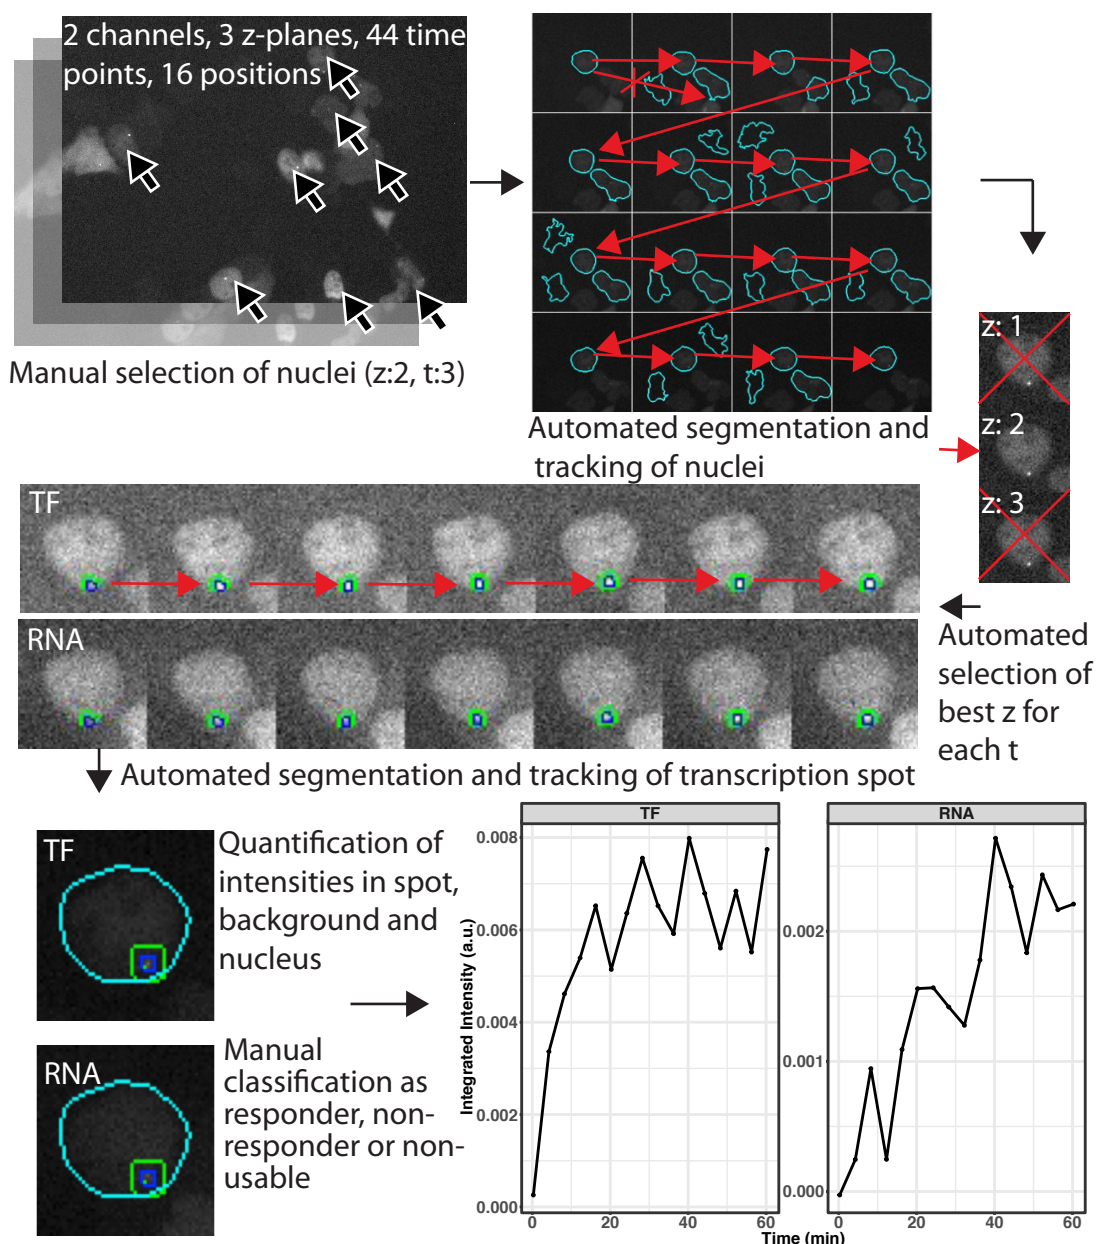 2 channels, 3 z-planes, 44 time
points, 16 positions
Manual selection of nuclei (z:2, t:3)
Automated segmentation and
tracking of nuclei
z: 1
z: 2
z: 3
Automated
selection of
best z for
each t
TF
RNA
Automated segmentation and tracking of transcription spot
TF
RNA
Quantification of
intensities in spot,
background and
nucleus
Manual
classification as
responder, non-
responder or non-
usable
TF
RNA
Integrated Intensity (a.u.)
0.008
0.006
0.004
0.002
0.000
0.002
0.001
0.000
0 20 40 60
0 20 40 60
Time (min)